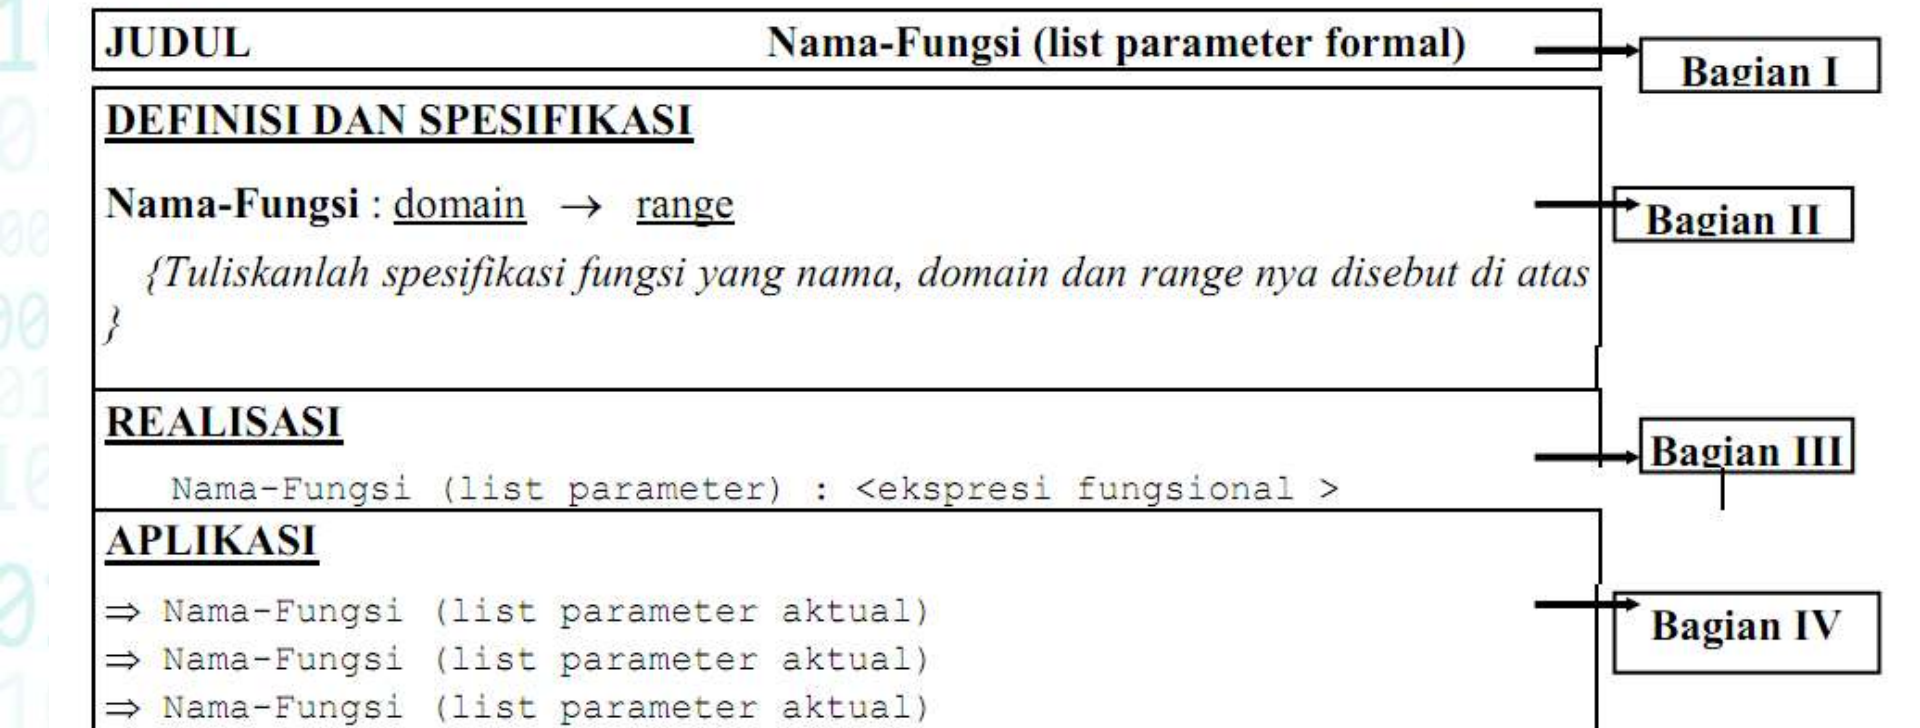 JUDUL Nama-Fungsi (list parameter formal)
Bagian I
DEFINISI DAN SPESIFIKASI
Nama-Fungsi : domain → range
Bagian II
{Tuliskanlah spesifikasi fungsi yang nama, domain dan range nya disebut di atas
}
REALISASI
Bagian III
Nama-Fungsi (list parameter) : <ekspresi fungsional >
APLIKASI
⇒ Nama-Fungsi (list parameter aktual)
Bagian IV
⇒ Nama-Fungsi (list parameter aktual)
⇒ Nama-Fungsi (list parameter aktual)